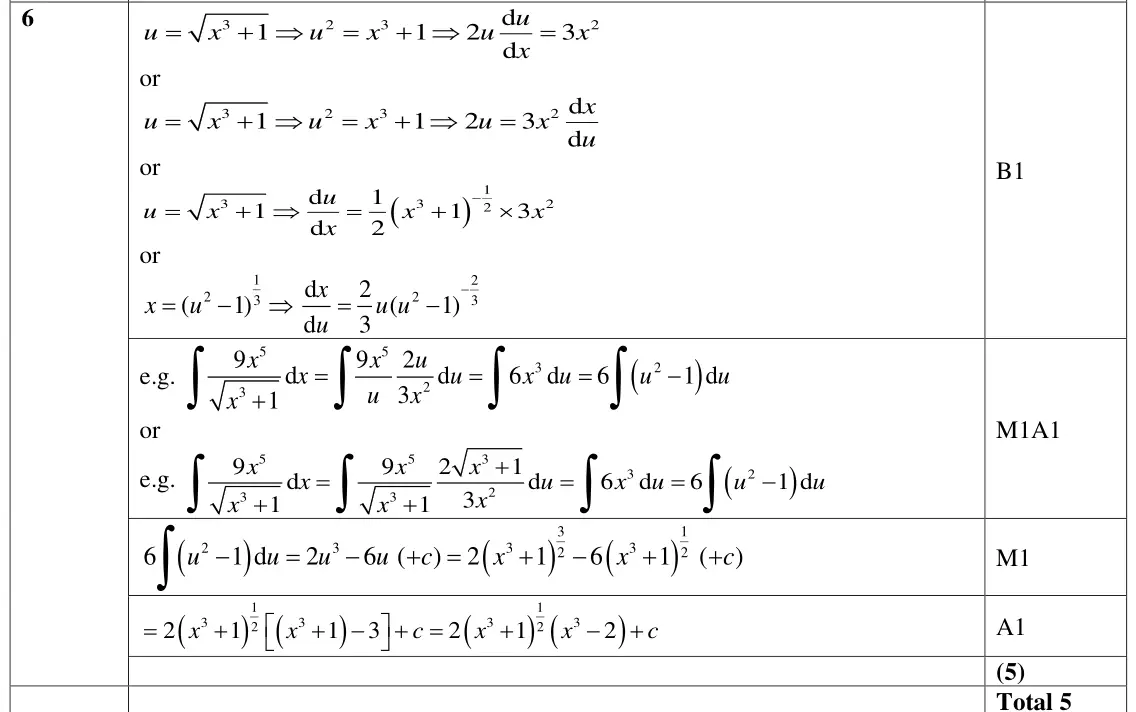 6
u = √(x³ + 1) ⇒ u² = x³ + 1 ⇒ 2u du/dx = 3x²
or
u = √(x³ + 1) ⇒ u² = x³ + 1 ⇒ 2u = 3x² dx/du
or
u = √(x³ + 1) ⇒ du/dx = 1/2 (x³ + 1)^(−1/2) × 3x²
or
x = (u² − 1)^(1/3) ⇒ dx/du = 2/3 u(u² − 1)^(−2/3)
B1
e.g. ∫ 9x⁵/√(x³ + 1) dx = ∫ 9x⁵/u 2u/3x² du = ∫ 6x³ du = 6∫ (u² − 1) du
or
e.g. ∫ 9x⁵/√(x³ + 1) dx = ∫ 9x⁵/√(x³ + 1) 2√(x³ + 1)/3x² du = ∫ 6x³ du = 6∫ (u² − 1) du
M1A1
6∫ (u² − 1) du = 2u³ − 6u (+c) = 2(x³ + 1)^(3/2) − 6(x³ + 1)^(1/2) (+c)
M1
= 2(x³ + 1)^(1/2) [(x³ + 1) − 3] + c = 2(x³ + 1)^(1/2) (x³ − 2) + c
A1
(5)
Total 5